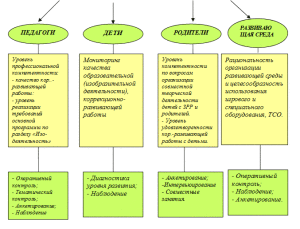 ПЕДАГОГИ
ДЕТИ
РОДИТЕЛИ
РАЗВИВАЮ
ЩАЯ СРЕДА
Уровень
профессиональной
компетентности
- качество кор. -
развивающей
работы:
- уровень
реализации
требований
основной
программы по
разделу «Изо-
деятельность»
Мониторинг
качества
образовательной
(изобразительной
деятельности),
коррекционно-
развивающей
работы
Уровень
компетентности
по вопросам
организации
совместной
творческой
деятельности
детей с ЗРР и
родителей.
- Уровень
удовлетворенности
кор.-развивающей
работы с детьми.
Рациональность
организации
развивающей среды
и целесообразность
использования
игрового и
специального
оборудования, ТСО.
- Оперативный
контроль;
- Тематический
контроль;
- Анкетирование;
- Наблюдение
- Диагностика
уровня развития;
- Наблюдение
- Анкетирование;
-Интервьюирование
- Совместные
занятия.
- Оперативный
контроль;
- Наблюдение;
- Анкетирование.